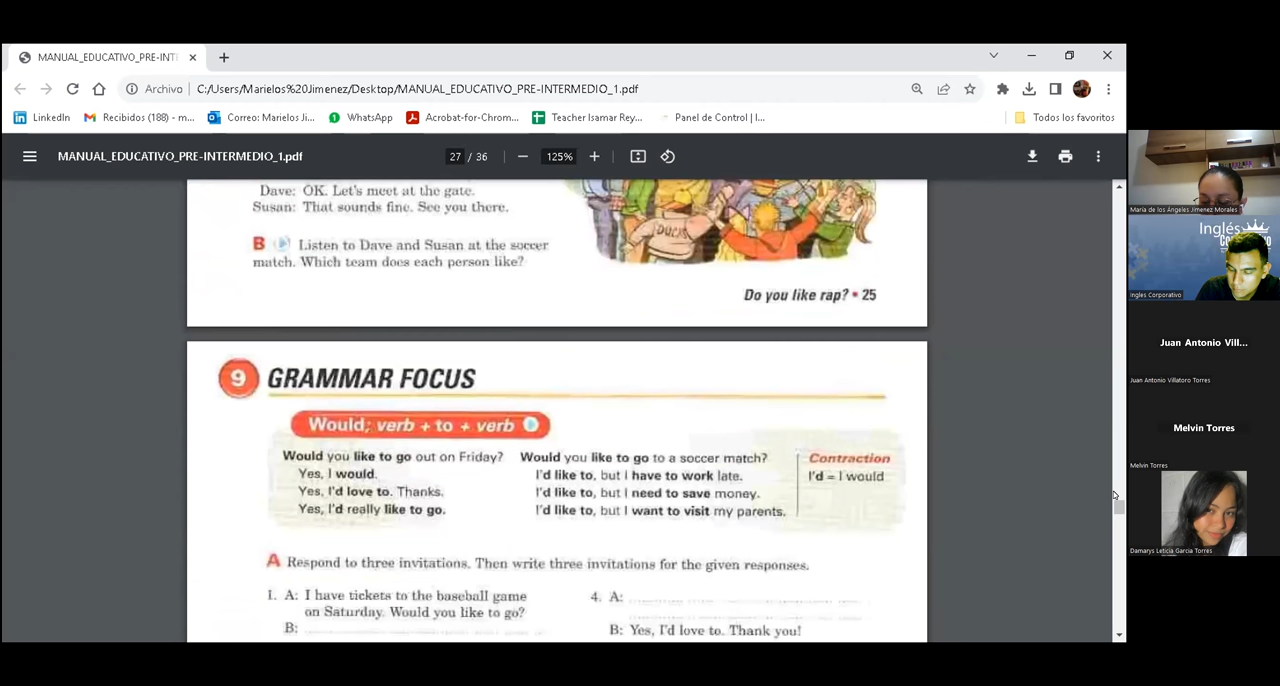 MANUAL_EDUCATIVO_PRE-INT
Archivo
C:/Users/Marielos%20Jimenez/Desktop/MANUAL_EDUCATIVO_PRE-INTERMEDIO_1.pdf
LinkedIn
Recibidos (188) - m...
Correo: Marielos Ji...
WhatsApp
Acrobat-for-Chrom...
Teacher Isamar Rey...
Panel de Control | I...
Todos los favoritos
MANUAL_EDUCATIVO_PRE-INTERMEDIO_1.pdf
27 / 36
125%
Dave: OK. Let's meet at the gate.
Susan: That sounds fine. See you there.
B Listen to Dave and Susan at the soccer
match. Which team does each person like?
DUCKS
Do you like rap? • 25
9 GRAMMAR FOCUS
Would; verb + to + verb
Would you like to go out on Friday?
Yes, I would.
Yes, I'd love to. Thanks.
Yes, I'd really like to go.
Would you like to go to a soccer match?
I'd like to, but I have to work late.
I'd like to, but I need to save money.
I'd like to, but I want to visit my parents.
Contraction
I'd = I would
A Respond to three invitations. Then write three invitations for the given responses.
1. A: I have tickets to the baseball game
on Saturday. Would you like to go?
B:
4. A:
B: Yes, I'd love to. Thank you!
María de los Ángeles Jimenez Morales
Inglés
Ingles Corporativo
Juan Antonio Vill...
Juan Antonio Villatoro Torres
Melvin Torres
Melvin Torres
Damarys Leticia Garcia Torres